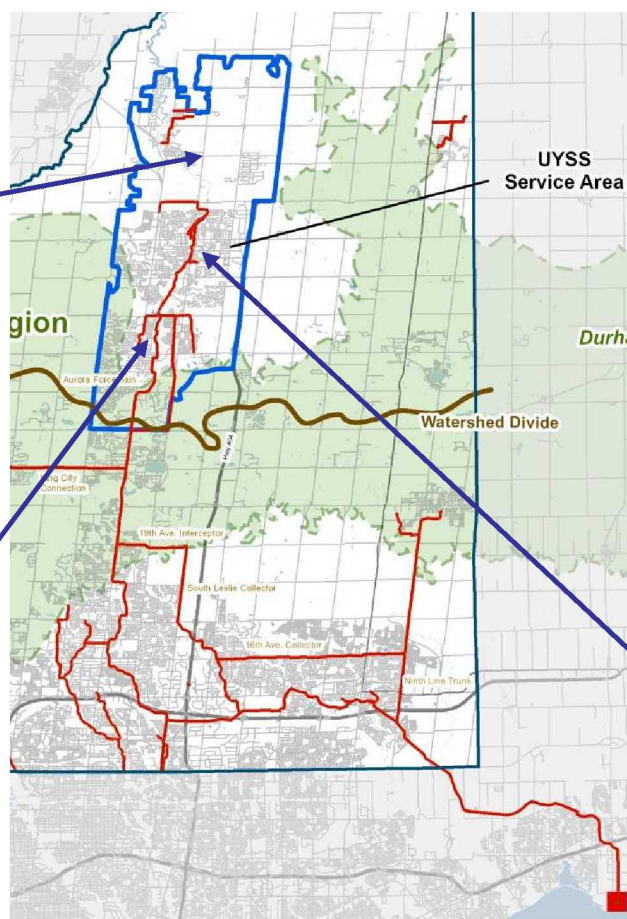 UYSS
Service Area
gion
Durha
Aurora Forcemain
Watershed Divide
Hwy 404
King City
Connection
19th Ave. Interceptor
South Leslie Collector
16th Ave. Collector
Ninth Line Trunk